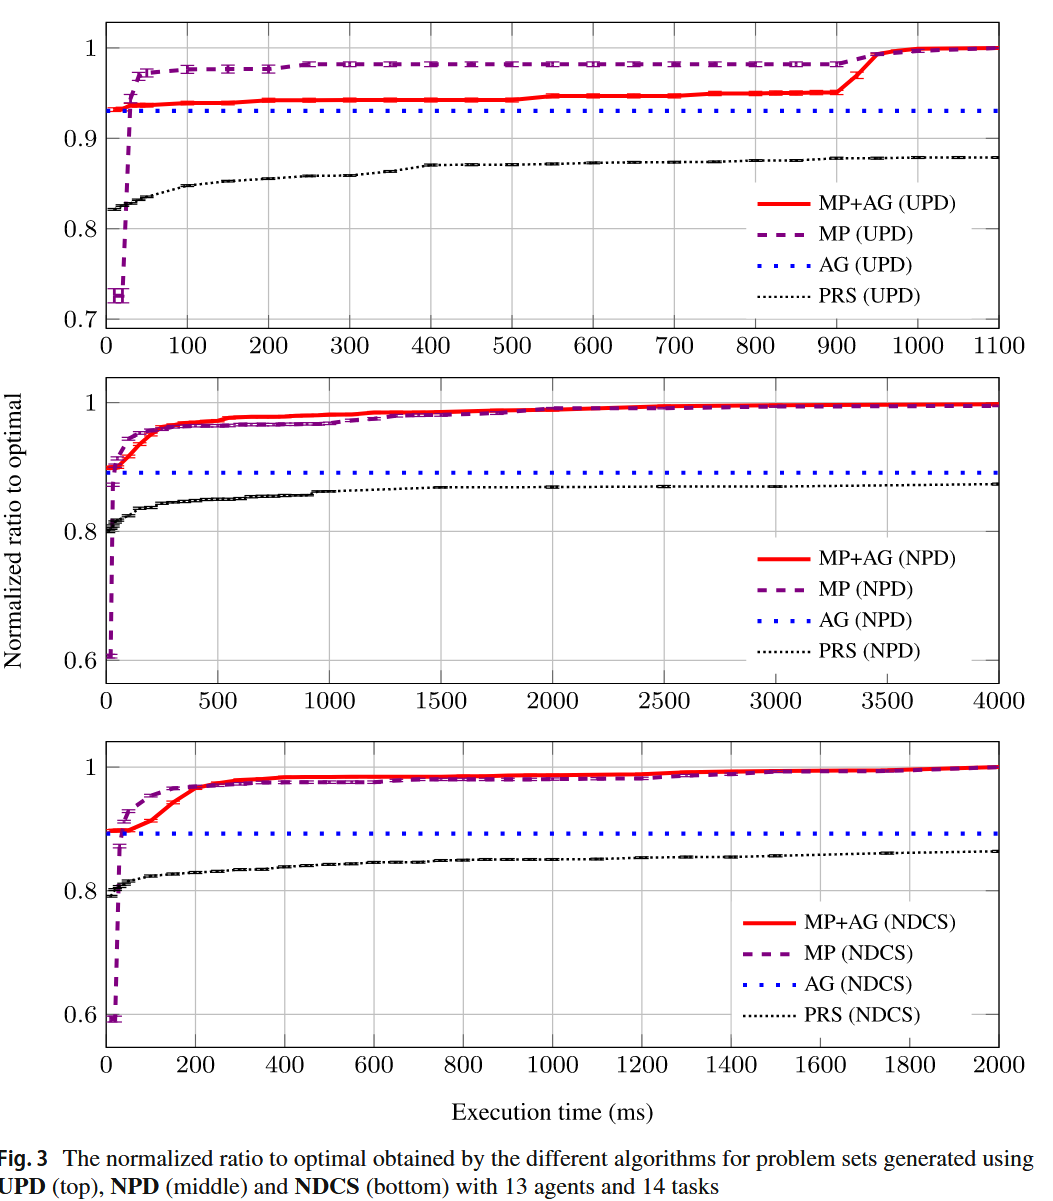 1
0.9
0.8
0.7
MP+AG (UPD)
MP (UPD)
AG (UPD)
PRS (UPD)
0 100 200 300 400 500 600 700 800 900 1000 1100
Normalized ratio to optimal
1
0.8
0.6
MP+AG (NPD)
MP (NPD)
AG (NPD)
PRS (NPD)
0 500 1000 1500 2000 2500 3000 3500 4000
1
0.8
0.6
MP+AG (NDCS)
MP (NDCS)
AG (NDCS)
PRS (NDCS)
0 200 400 600 800 1000 1200 1400 1600 1800 2000
Execution time (ms)
Fig. 3 The normalized ratio to optimal obtained by the different algorithms for problem sets generated using
UPD (top), NPD (middle) and NDCS (bottom) with 13 agents and 14 tasks